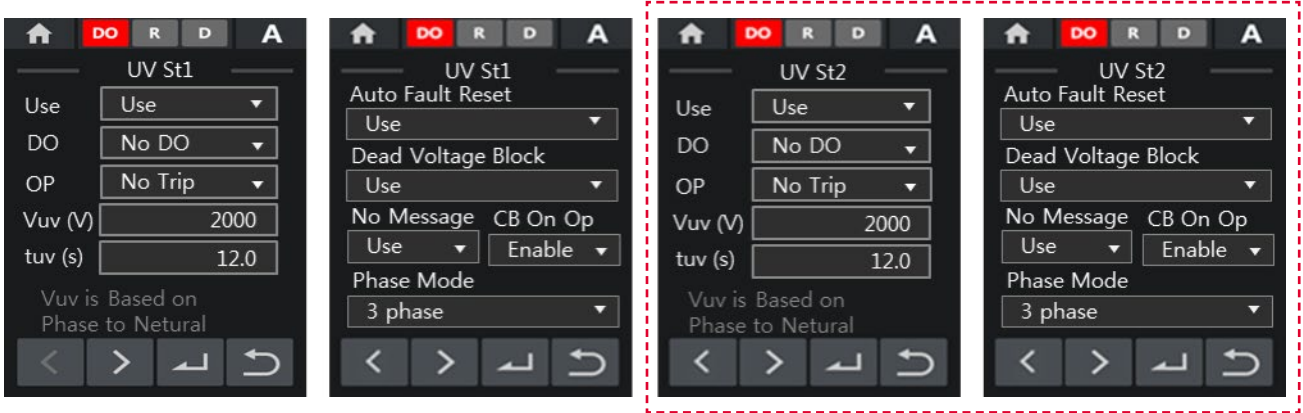 DO R D A
UV St1
Use Use
DO No DO
OP No Trip
Vuv (V) 2000
tuv (s) 12.0
Vuv is Based on
Phase to Netural
DO R D A
UV St1
Auto Fault Reset
Use
Dead Voltage Block
Use
No Message CB On Op
Use Enable
Phase Mode
3 phase
DO R D A
UV St2
Use Use
DO No DO
OP No Trip
Vuv (V) 2000
tuv (s) 12.0
Vuv is Based on
Phase to Netural
DO R D A
UV St2
Auto Fault Reset
Use
Dead Voltage Block
Use
No Message CB On Op
Use Enable
Phase Mode
3 phase